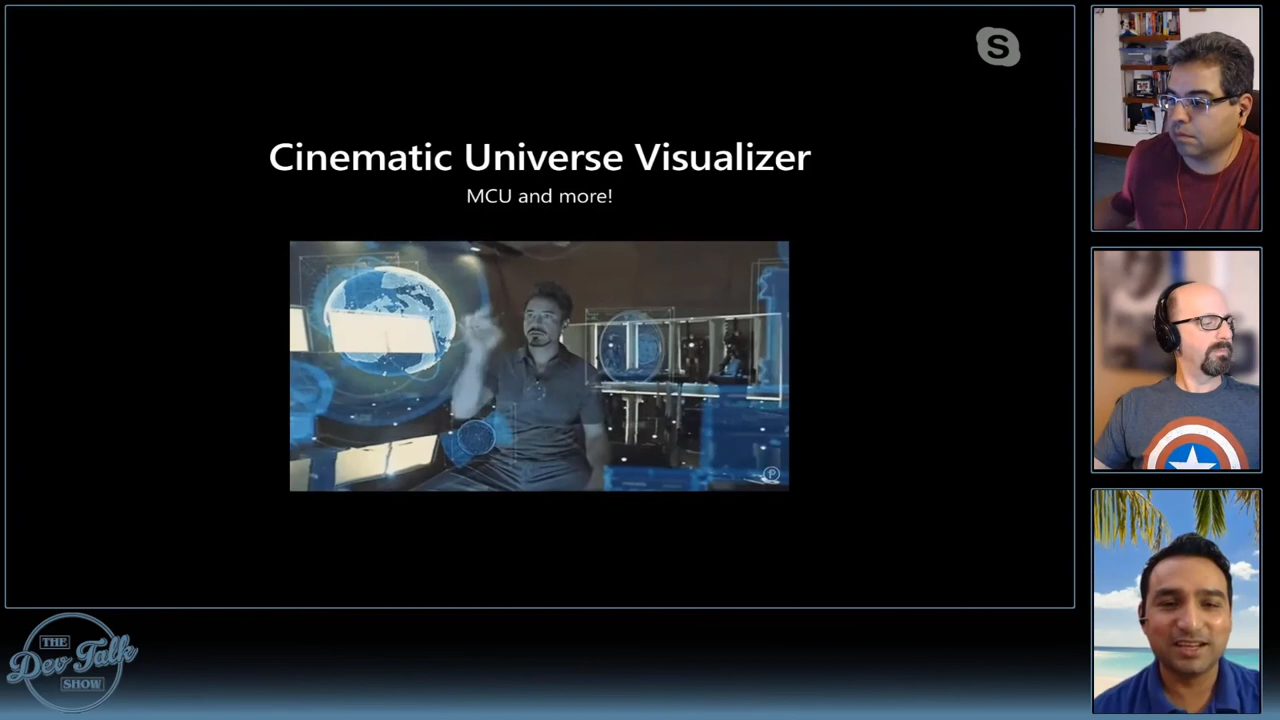 S
Cinematic Universe Visualizer
MCU and more!
THE
Dev Talk
SHOW